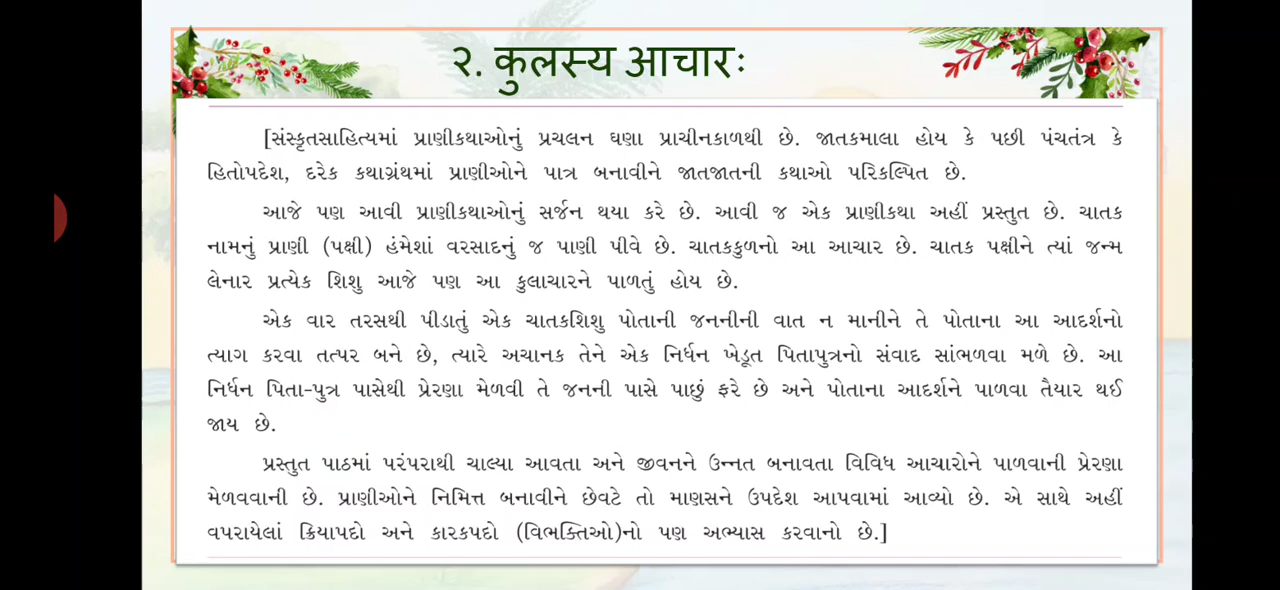 २. कुलस्य आचारः
[સંસ્કૃતસાહિત્યમાં પ્રાણીકથાઓનું પ્રચલન ઘણા પ્રાચીનકાળથી છે. જાતકમાલા હોય કે પછી પંચતંત્ર કે
હિતોપદેશ, દરેક કથાગ્રંથમાં પ્રાણીઓને પાત્ર બનાવીને જાતજાતની કથાઓ પરિકલ્પિત છે.
આજે પણ આવી પ્રાણીકથાઓનું સર્જન થયા કરે છે. આવી જ એક પ્રાણીકથા અહીં પ્રસ્તુત છે. ચાતક
નામનું પ્રાણી (પક્ષી) હંમેશાં વરસાદનું જ પાણી પીવે છે. ચાતકકુળનો આ આચાર છે. ચાતક પક્ષીને ત્યાં જન્મ
લેનાર પ્રત્યેક શિશુ આજે પણ આ કુલાચારને પાળતું હોય છે.
એક વાર તરસથી પીડાતું એક ચાતકશિશુ પોતાની જનનીની વાત ન માનીને તે પોતાના આ આદર્શનો
ત્યાગ કરવા તત્પર બને છે, ત્યારે અચાનક તેને એક નિર્ધન ખેડૂત પિતાપુત્રનો સંવાદ સાંભળવા મળે છે. આ
નિર્ધન પિતા-પુત્ર પાસેથી પ્રેરણા મેળવી તે જનની પાસે પાછું ફરે છે અને પોતાના આદર્શને પાળવા તૈયાર થઈ
જાય છે.
પ્રસ્તુત પાઠમાં પરંપરાથી ચાલ્યા આવતા અને જીવનને ઉન્નત બનાવતા વિવિધ આચારોને પાળવાની પ્રેરણા
મેળવવાની છે. પ્રાણીઓને નિમિત્ત બનાવીને છેવટે તો માણસને ઉપદેશ આપવામાં આવ્યો છે. એ સાથે અહીં
વપરાયેલાં ક્રિયાપદો અને કારકપદો (વિભક્તિઓ)નો પણ અભ્યાસ કરવાનો છે.]